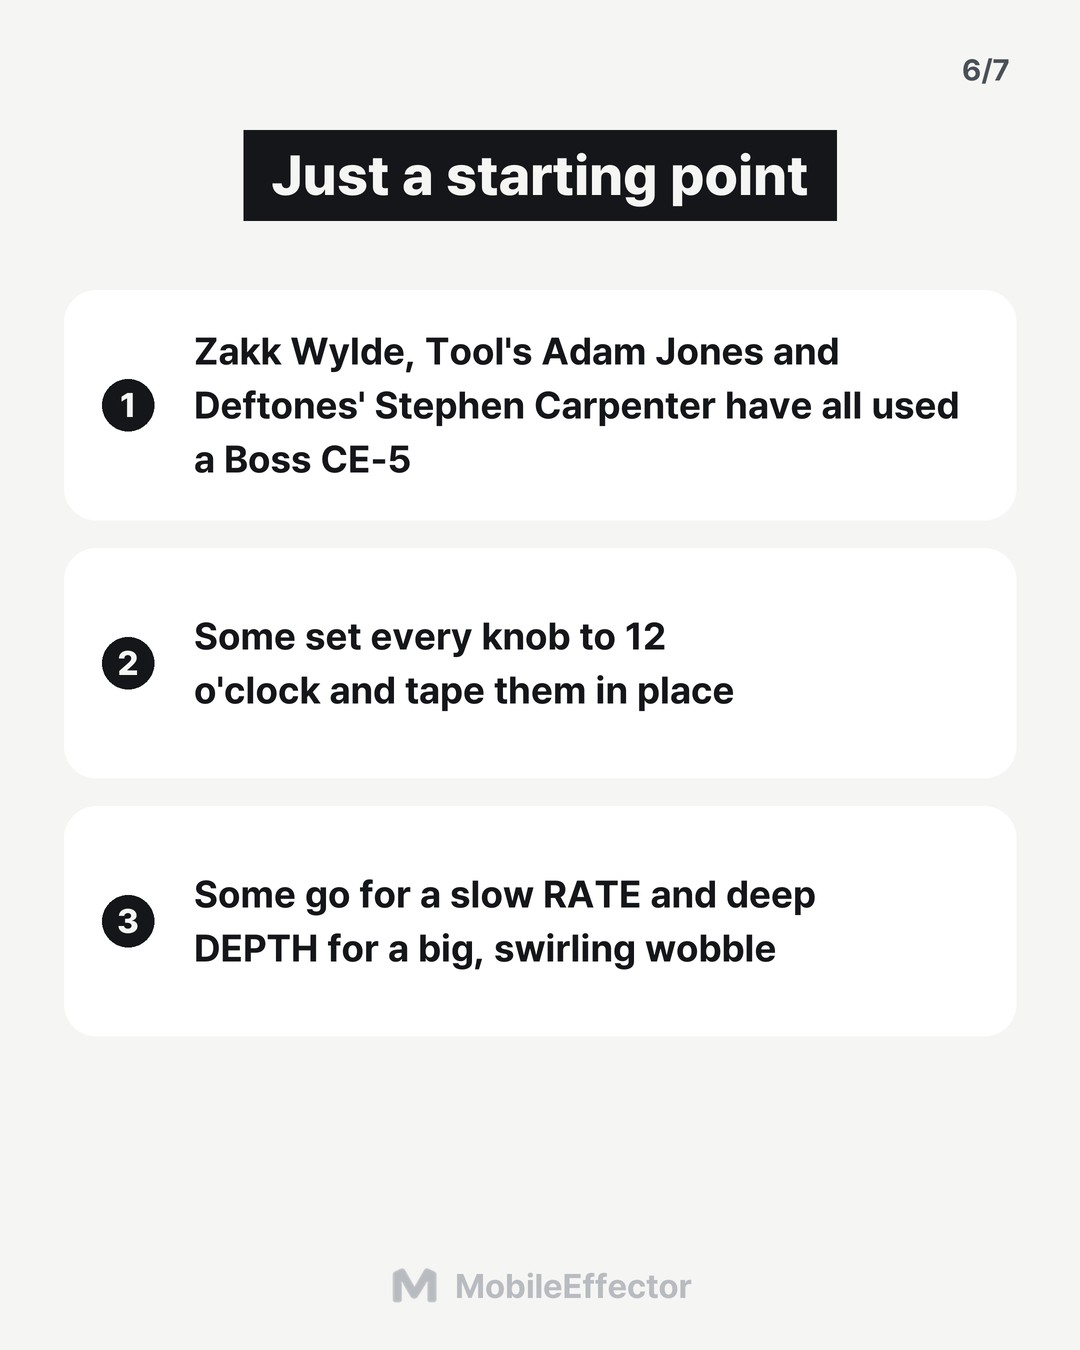 6/7
Just a starting point
Zakk Wylde, Tool's Adam Jones and
1 Deftones' Stephen Carpenter have all used
a Boss CE-5
Some set every knob to 12
2
o'clock and tape them in place
Some go for a slow RATE and deep
3
DEPTH for a big, swirling wobble
MobileEffector